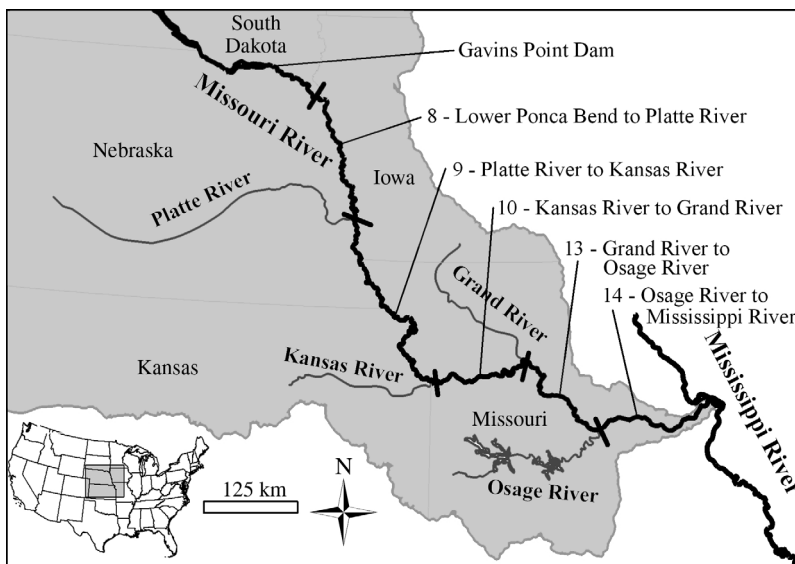 South
Dakota
Gavins Point Dam
Missouri River
8 - Lower Ponca Bend to Platte River
Nebraska
Iowa
9 - Platte River to Kansas River
Platte River
10 - Kansas River to Grand River
13 - Grand River to
Osage River
Grand River
14 - Osage River to
Mississippi River
Kansas
Kansas River
Mississippi River
Missouri
Osage River
125 km
N